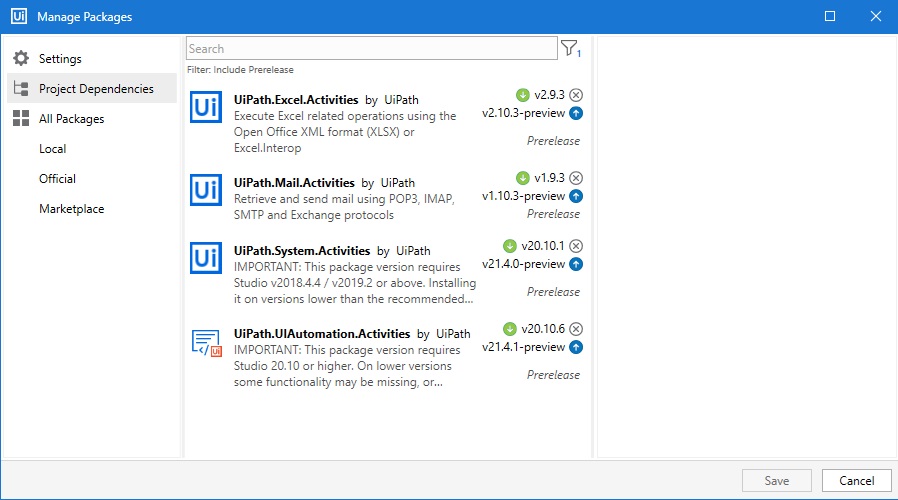 Ui Manage Packages
Settings
Project Dependencies
All Packages
Local
Official
Marketplace
Search
1
Filter: Include Prerelease
Ui
UiPath.Excel.Activities by UiPath
Execute Excel related operations using the
Open Office XML format (XLSX) or
Excel.Interop
v2.9.3
v2.10.3-preview
Prerelease
Ui
UiPath.Mail.Activities by UiPath
Retrieve and send mail using POP3, IMAP,
SMTP and Exchange protocols
v1.9.3
v1.10.3-preview
Prerelease
Ui
UiPath.System.Activities by UiPath
IMPORTANT: This package version requires
Studio v2018.4.4 / v2019.2 or above. Installing
it on versions lower than the recommended...
v20.10.1
v21.4.0-preview
Prerelease
Ui
UiPath.UIAutomation.Activities by UiPath
IMPORTANT: This package version requires
Studio 20.10 or higher. On lower versions
some functionality may be missing, or...
v20.10.6
v21.4.1-preview
Prerelease
Save
Cancel